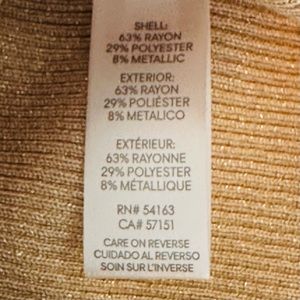 SHELL:
63% RAYON
29% POLYESTER
8% METALLIC
EXTERIOR:
63% RAYON
29% POLIÉSTER
8% METALICO
EXTÉRIEUR:
63% RAYONNE
29% POLYESTER
8% MÉTALLIQUE
RN# 54163
CA# 57151
CARE ON REVERSE
CUIDADO AL REVERSO
SOIN SUR L'INVERSE